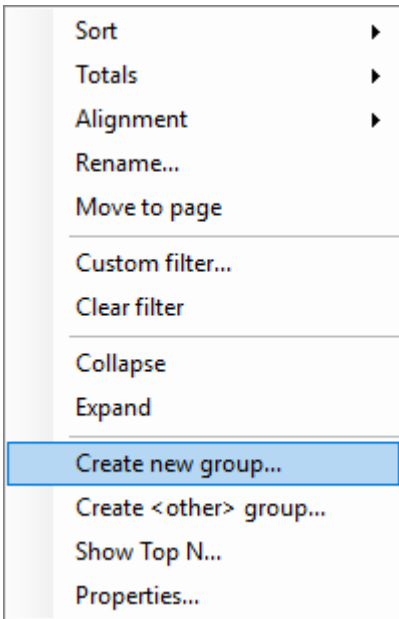 Sort
Totals
Alignment
Rename...
Move to page
Custom filter...
Clear filter
Collapse
Expand
Create new group...
Create <other> group...
Show Top N...
Properties...